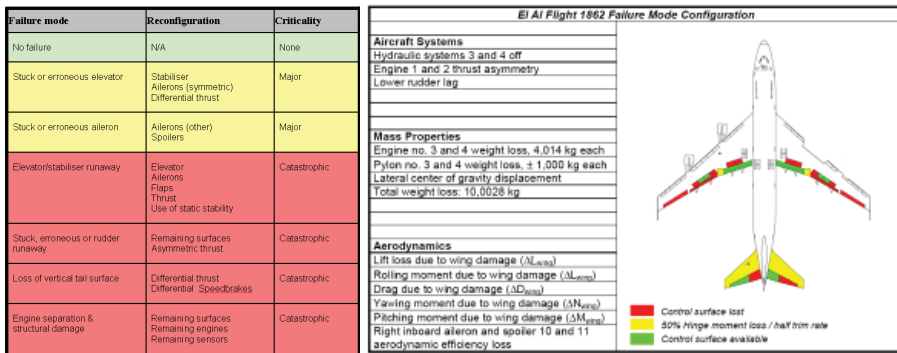 Failure mode Reconfiguration Criticality
No failure N/A None
Stuck or erroneous elevator Stabiliser Major
Ailerons (symmetric)
Differential thrust
Stuck or erroneous aileron Ailerons (other) Major
Spoilers
Elevator/stabiliser runaway Elevator Catastrophic
Ailerons
Flaps
Thrust
Use of static stability
Stuck, erroneous or rudder Remaining surfaces Catastrophic
runaway Asymmetric thrust
Loss of vertical tail surface Differential thrust Catastrophic
Differential Speedbrakes
Engine separation & Remaining surfaces Catastrophic
structural damage Remaining engines
Remaining sensors
El Al Flight 1862 Failure Mode Configuration
Aircraft Systems
Hydraulic systems 3 and 4 off
Engine 1 and 2 thrust asymmetry
Lower rudder lag
Mass Properties
Engine no. 3 and 4 weight loss, 4,014 kg each
Pylon no. 3 and 4 weight loss, ± 1,000 kg each
Lateral center of gravity displacement
Total weight loss: 10,0028 kg
Aerodynamics
Lift loss due to wing damage (ΔLwing)
Rolling moment due to wing damage (ΔLwing)
Drag due to wing damage (ΔDwing)
Yawing moment due to wing damage (ΔNwing)
Pitching moment due to wing damage (ΔMwing)
Right inboard aileron and spoiler 10 and 11
aerodynamic efficiency loss
Control surface lost
50% Hinge moment loss / half trim rate
Control surface available